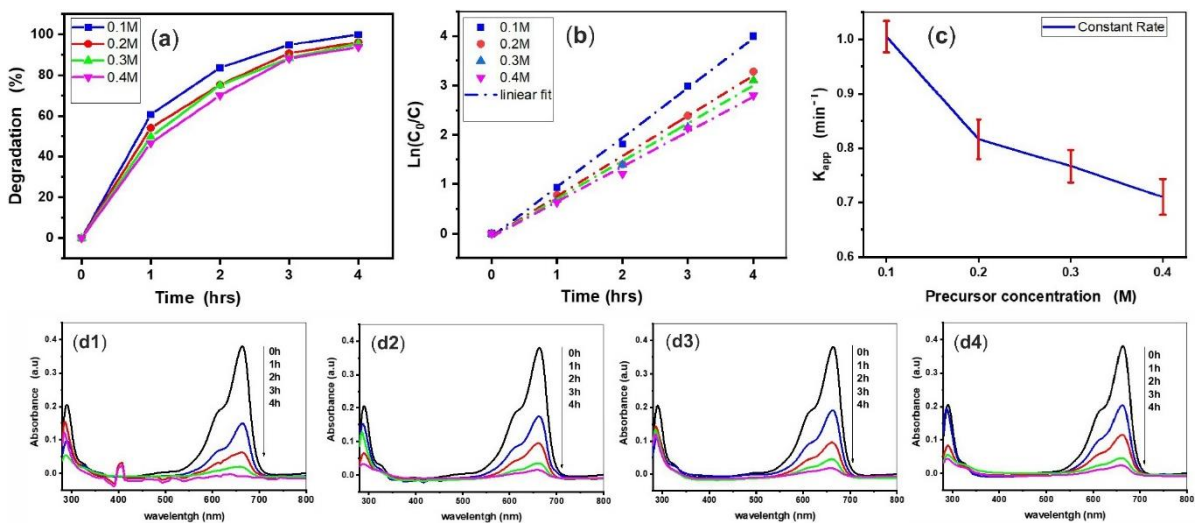 (a)
0.1M
0.2M
0.3M
0.4M
Degradation (%)
100
80
60
40
20
0
0 1 2 3 4
Time (hrs)
(b)
0.1M
0.2M
0.3M
0.4M
liniear fit
Ln(C₀/C)
4
3
2
1
0
0 1 2 3 4
Time (hrs)
(c)
Constant Rate
Kapp (min⁻¹)
1.0
0.9
0.8
0.7
0.6
0.1 0.2 0.3 0.4
Precursor concentration (M)
(d1)
0h
1h
2h
3h
4h
Absorbance (a.u)
0.4
0.3
0.2
0.1
0.0
300 400 500 600 700 800
wavelentgh (nm)
(d2)
0h
1h
2h
3h
4h
Absorbance (a.u)
0.4
0.3
0.2
0.1
0.0
300 400 500 600 700 800
wavelentgh (nm)
(d3)
0h
1h
2h
3h
4h
Absorbance (a.u)
0.4
0.3
0.2
0.1
0.0
300 400 500 600 700 800
wavelentgh (nm)
(d4)
0h
1h
2h
3h
4h
Absorbance (a.u)
0.4
0.3
0.2
0.1
0.0
300 400 500 600 700 800
wavelentgh (nm)